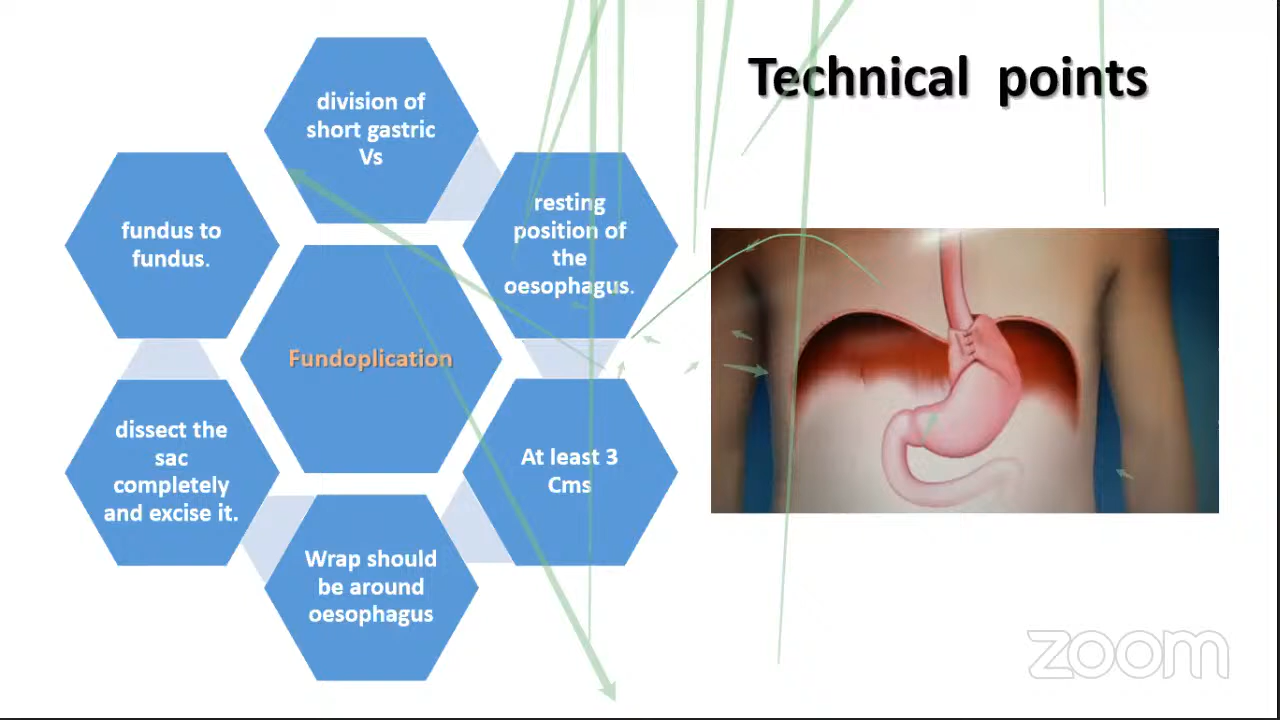 Technical points
division of
short gastric
Vs
resting
position of
the
oesophagus.
At least 3
Cms
Wrap should
be around
oesophagus
dissect the
sac
completely
and excise it.
fundus to
fundus.
Fundoplication
zoom